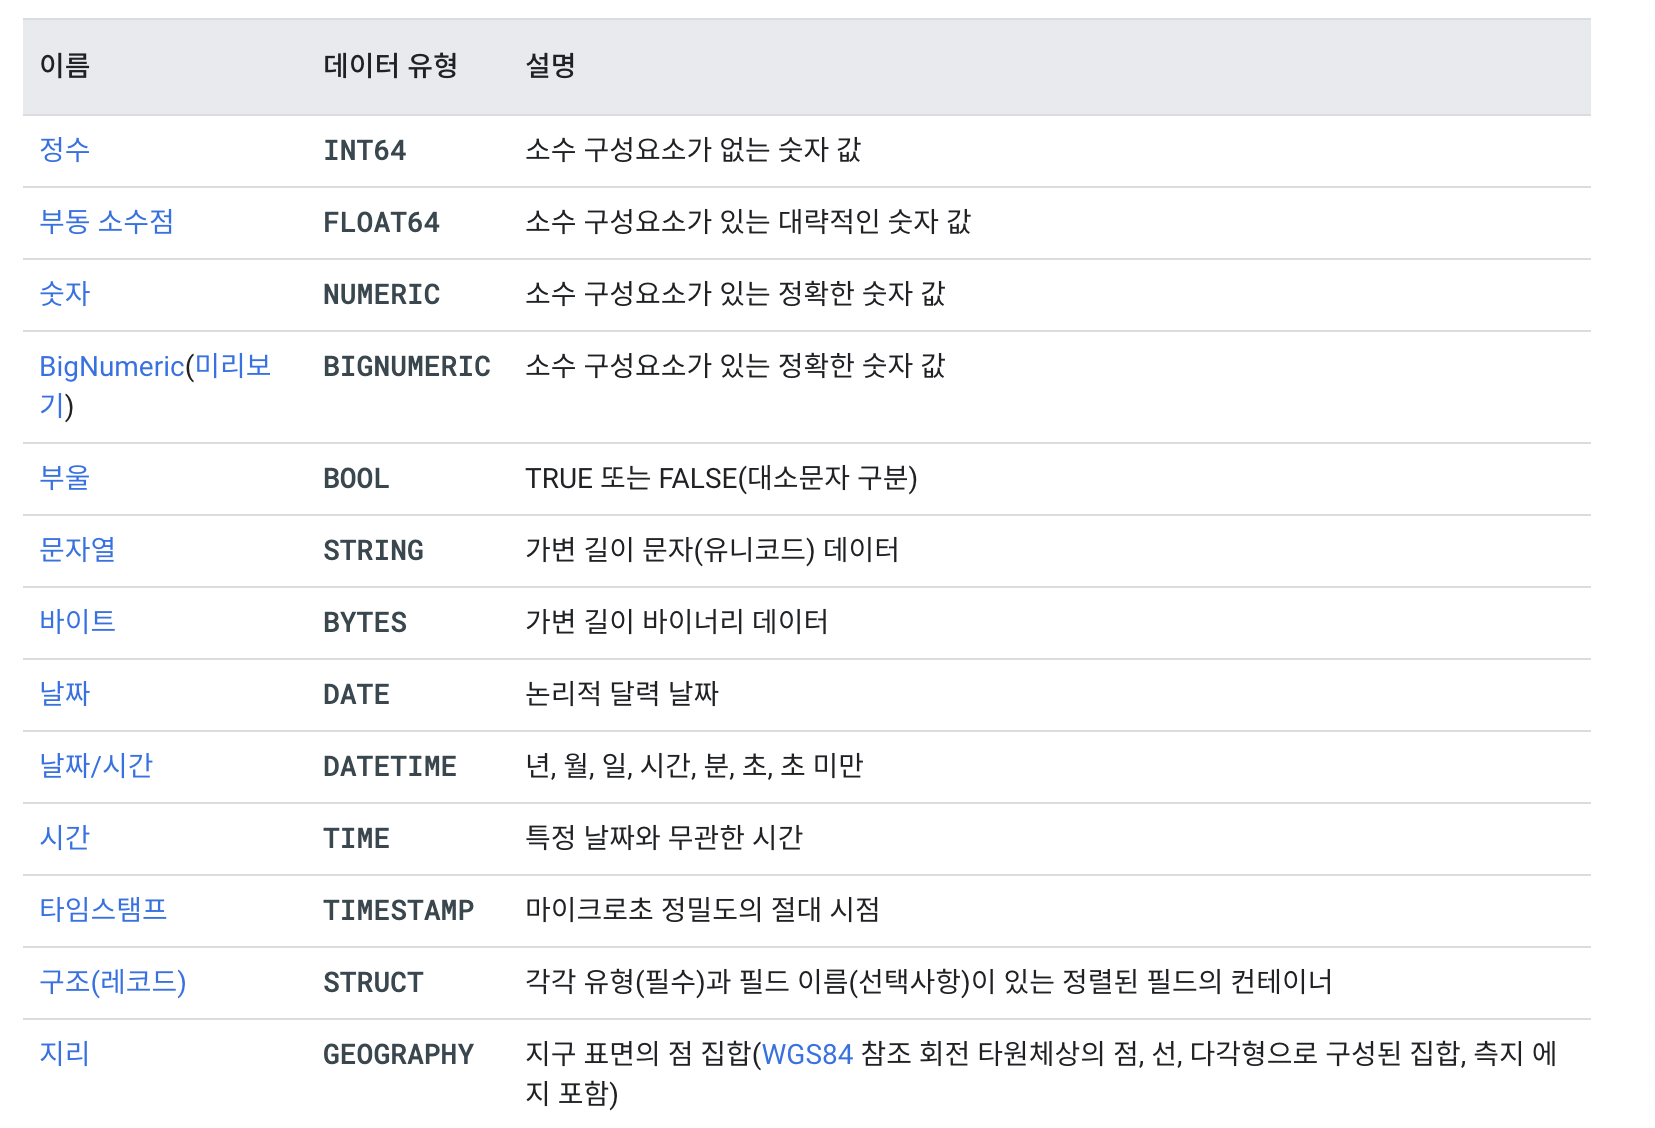 이름 데이터 유형 설명
정수 INT64 소수 구성요소가 없는 숫자 값
부동 소수점 FLOAT64 소수 구성요소가 있는 대략적인 숫자 값
숫자 NUMERIC 소수 구성요소가 있는 정확한 숫자 값
BigNumeric(미리보 BIGNUMERIC 소수 구성요소가 있는 정확한 숫자 값
기)
부울 BOOL TRUE 또는 FALSE(대소문자 구분)
문자열 STRING 가변 길이 문자(유니코드) 데이터
바이트 BYTES 가변 길이 바이너리 데이터
날짜 DATE 논리적 달력 날짜
날짜/시간 DATETIME 년, 월, 일, 시간, 분, 초, 초 미만
시간 TIME 특정 날짜와 무관한 시간
타임스탬프 TIMESTAMP 마이크로초 정밀도의 절대 시점
구조(레코드) STRUCT 각각 유형(필수)과 필드 이름(선택사항)이 있는 정렬된 필드의 컨테이너
지리 GEOGRAPHY 지구 표면의 점 집합(WGS84 참조 회전 타원체상의 점, 선, 다각형으로 구성된 집합, 측지 에
지 포함)